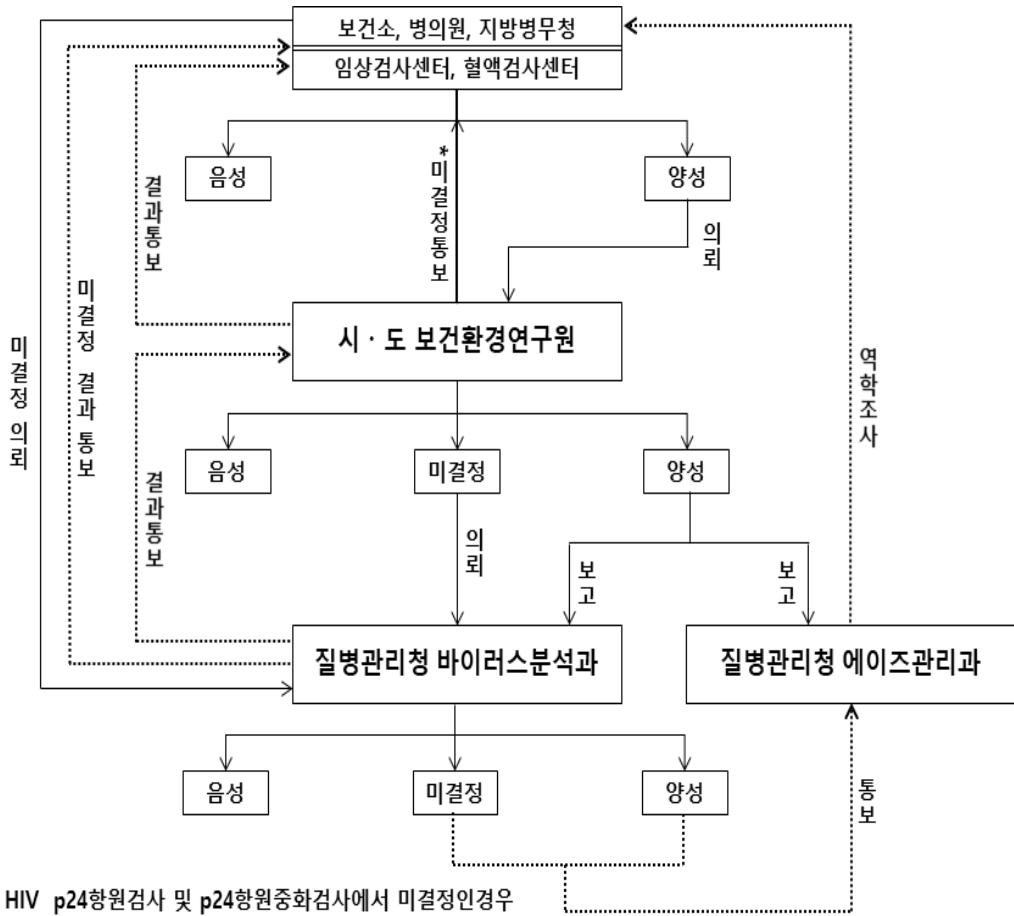 보건소, 병의원, 지방병무청
임상검사센터, 혈액검사센터
음성
*미결정통보
양성
결과통보
의뢰
미결정 의뢰
미결정 결과 통보
시 · 도 보건환경연구원
역학조사
음성
미결정
양성
결과통보
의뢰
보고
보고
질병관리청 바이러스분석과
질병관리청 에이즈관리과
음성
미결정
양성
통보
HIV p24항원검사 및 p24항원중화검사에서 미결정인경우